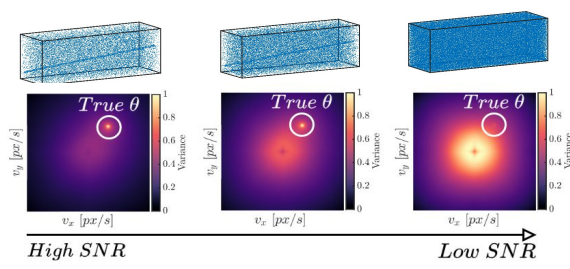 True θ
True θ
True θ
1
0.8
0.6
0.4
0.2
0
Variance
1
0.8
0.6
0.4
0.2
0
Variance
1
0.8
0.6
0.4
0.2
0
Variance
v_y [px/s]
v_y [px/s]
v_y [px/s]
v_x [px/s]
v_x [px/s]
v_x [px/s]
High SNR
Low SNR